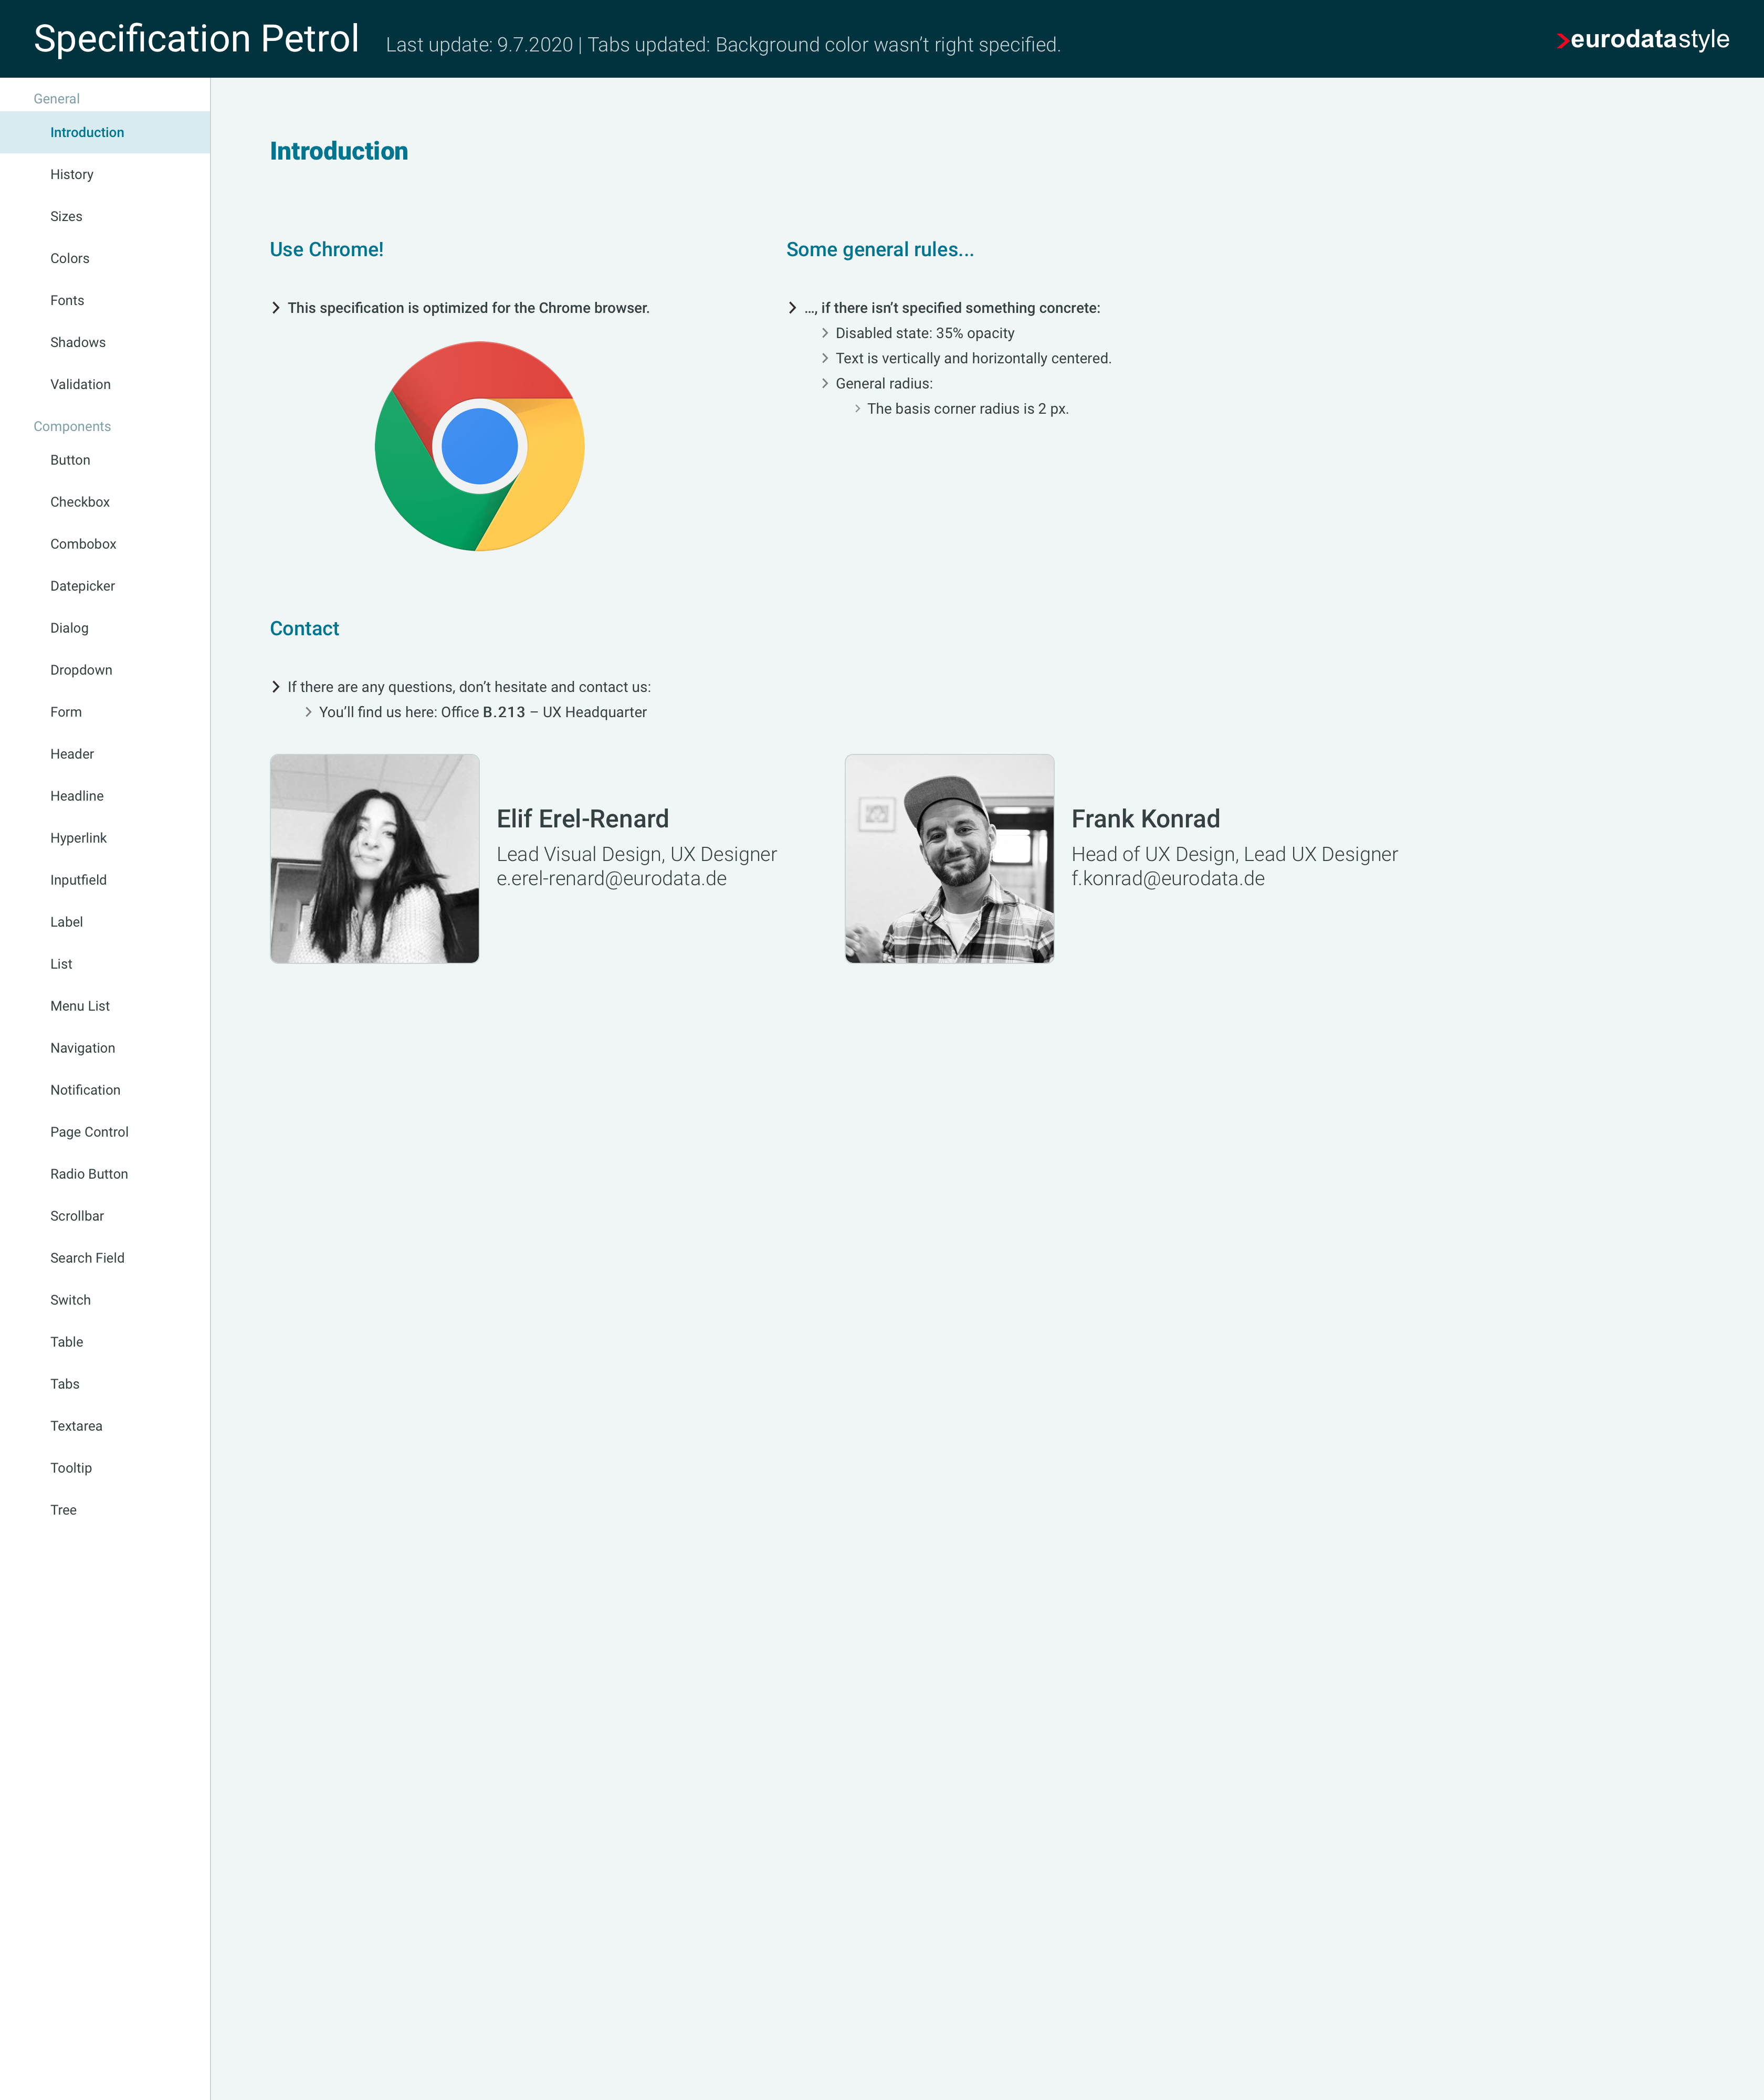 Specification Petrol
Last update: 9.7.2020 | Tabs updated: Background color wasn’t right specified.
eurodatastyle
General
Introduction
History
Sizes
Colors
Fonts
Shadows
Validation
Components
Button
Checkbox
Combobox
Datepicker
Dialog
Dropdown
Form
Header
Headline
Hyperlink
Inputfield
Label
List
Menu List
Navigation
Notification
Page Control
Radio Button
Scrollbar
Search Field
Switch
Table
Tabs
Textarea
Tooltip
Tree
Introduction
Use Chrome!
This specification is optimized for the Chrome browser.
Some general rules...
..., if there isn’t specified something concrete:
Disabled state: 35% opacity
Text is vertically and horizontally centered.
General radius:
The basis corner radius is 2 px.
Contact
If there are any questions, don’t hesitate and contact us:
You’ll find us here: Office B.213 – UX Headquarter
Elif Erel-Renard
Lead Visual Design, UX Designer
e.erel-renard@eurodata.de
Frank Konrad
Head of UX Design, Lead UX Designer
f.konrad@eurodata.de